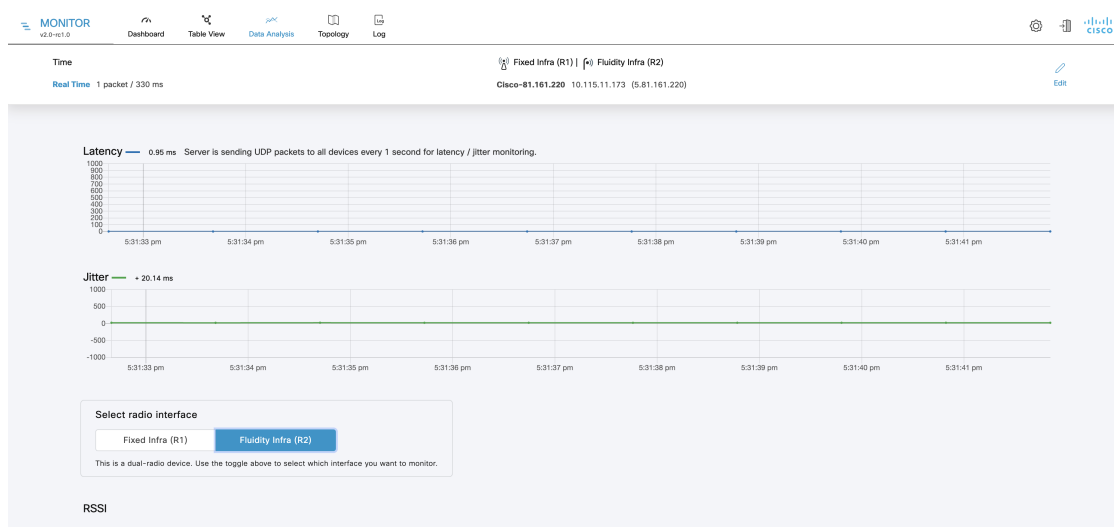 MONITOR
v2.0-rc1.0
Dashboard
Table View
Data Analysis
Topology
Log
CISCO
Time
Real Time 1 packet / 330 ms
Fixed Infra (R1) | Fluidity Infra (R2)
Cisco-81.161.220 10.115.11.173 (5.81.161.220)
Edit
Latency 0.95 ms Server is sending UDP packets to all devices every 1 second for latency / jitter monitoring.
1000
900
800
700
600
500
400
300
200
100
0
5:31:33 pm 5:31:34 pm 5:31:35 pm 5:31:36 pm 5:31:37 pm 5:31:38 pm 5:31:39 pm 5:31:40 pm 5:31:41 pm
Jitter + 20.14 ms
1000
500
0
-500
-1000
5:31:33 pm 5:31:34 pm 5:31:35 pm 5:31:36 pm 5:31:37 pm 5:31:38 pm 5:31:39 pm 5:31:40 pm 5:31:41 pm
Select radio interface
Fixed Infra (R1) Fluidity Infra (R2)
This is a dual-radio device. Use the toggle above to select which interface you want to monitor.
RSSI